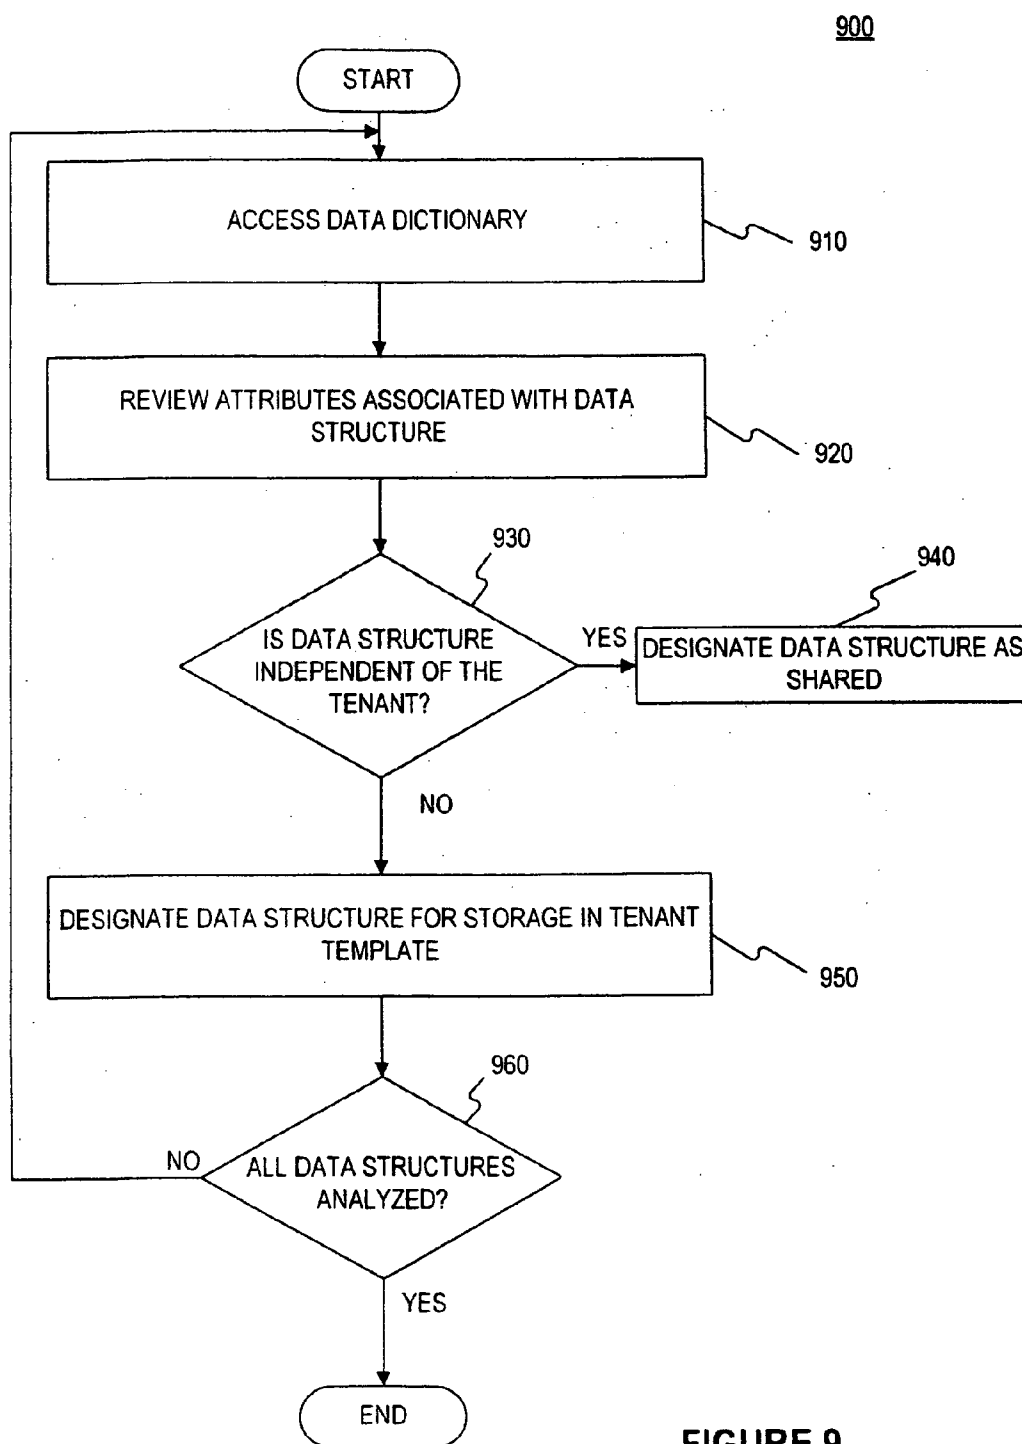 900
START
ACCESS DATA DICTIONARY
910
REVIEW ATTRIBUTES ASSOCIATED WITH DATA
STRUCTURE
920
930
940
IS DATA STRUCTURE
INDEPENDENT OF THE
TENANT?
YES
DESIGNATE DATA STRUCTURE AS
SHARED
NO
DESIGNATE DATA STRUCTURE FOR STORAGE IN TENANT
TEMPLATE
950
960
NO
ALL DATA STRUCTURES
ANALYZED?
YES
END
FIGURE 9